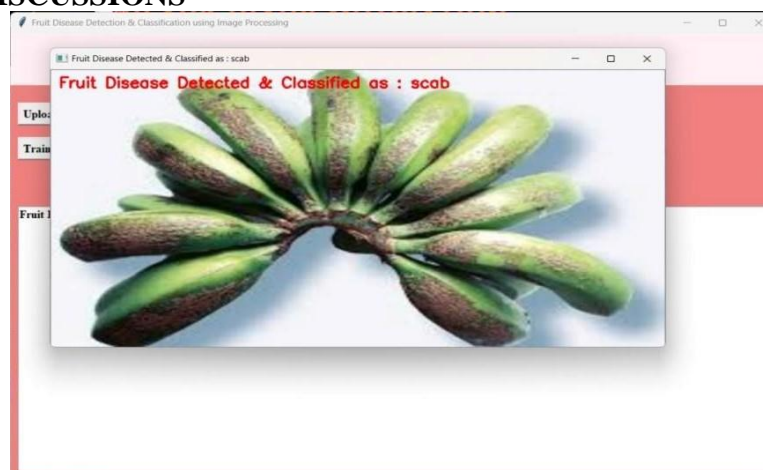 Fruit Disease Detection & Classification using Image Processing
Fruit Disease Detected & Classified as : scab
Fruit Disease Detected & Classified as : scab